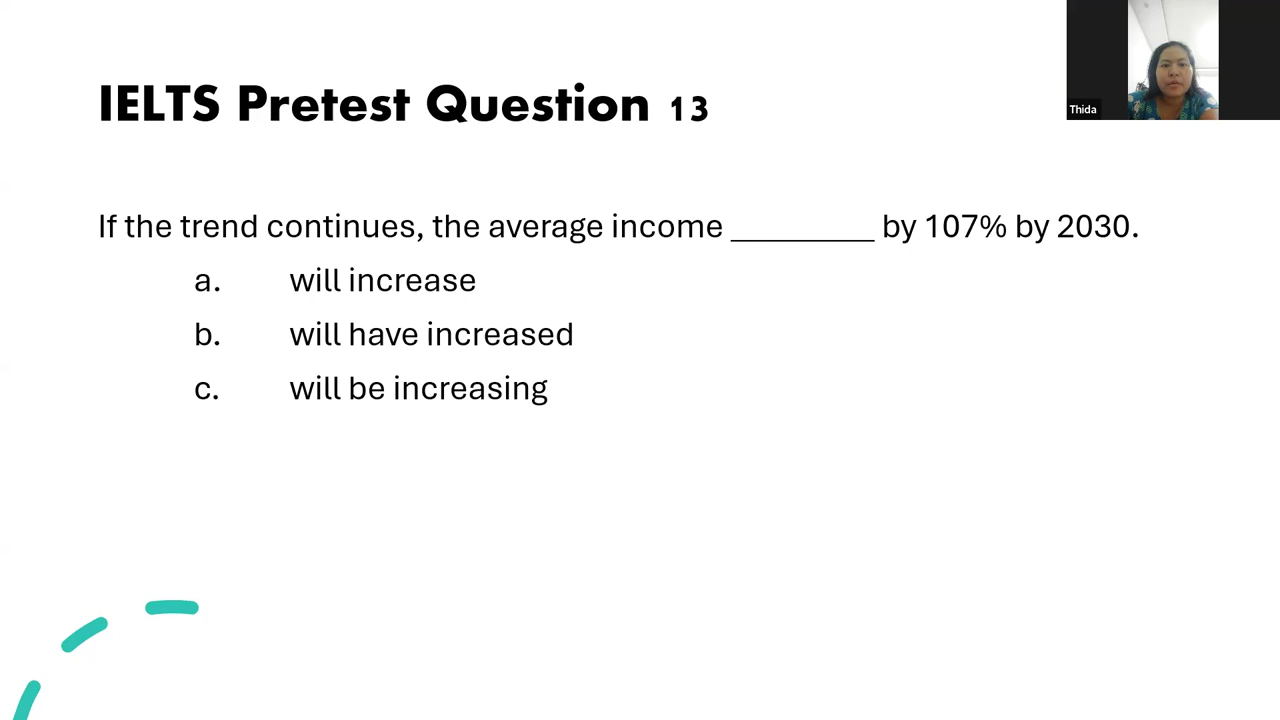 IELTS Pretest Question 13
Thida
If the trend continues, the average income _________ by 107% by 2030.
a. will increase
b. will have increased
c. will be increasing